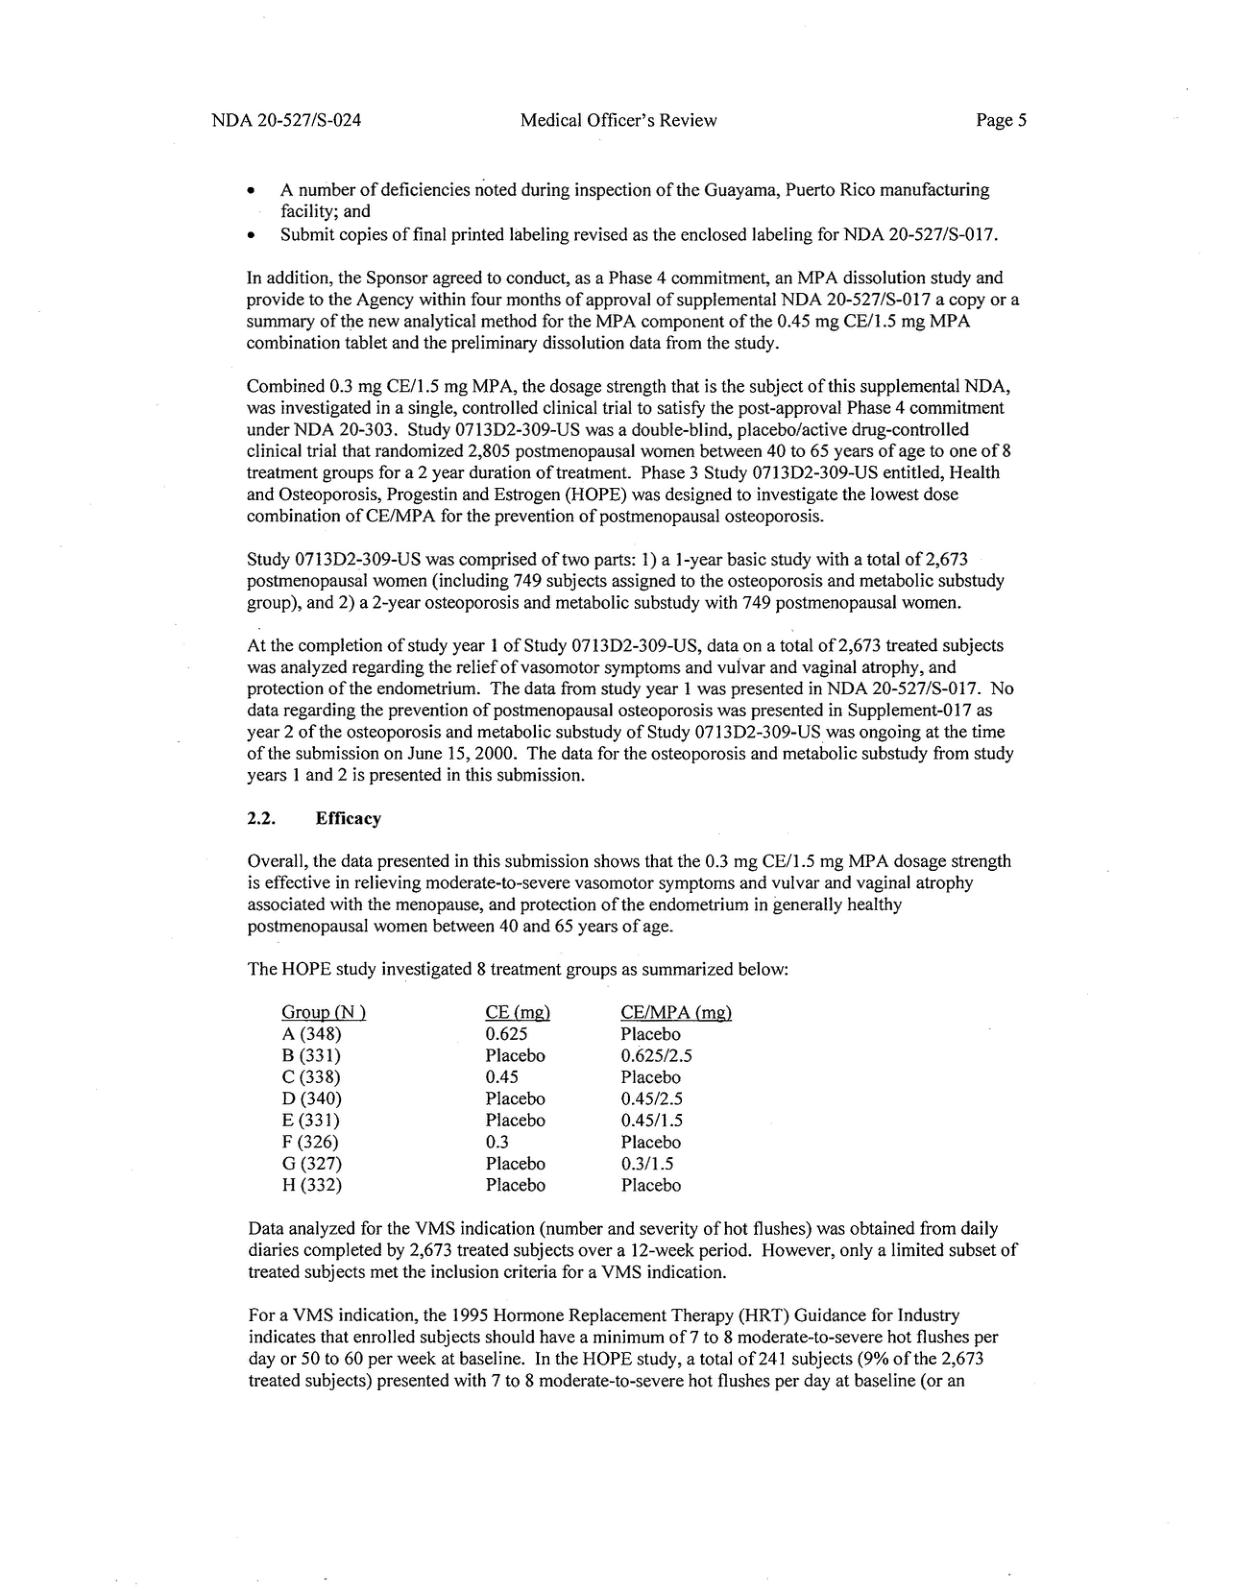 NDA 20-527/S-024 Medical Officer's Review Page 5
• A number of deficiencies noted during inspection of the Guayama, Puerto Rico manufacturing
facility; and
• Submit copies of final printed labeling revised as the enclosed labeling for NDA 20-527/S-017.
In addition, the Sponsor agreed to conduct, as a Phase 4 commitment, an MPA dissolution study and
provide to the Agency within four months of approval of supplemental NDA 20-527/S-017 a copy or a
summary of the new analytical method for the MPA component of the 0.45 mg CE/1.5 mg MPA
combination tablet and the preliminary dissolution data from the study.
Combined 0.3 mg CE/1.5 mg MPA, the dosage strength that is the subject of this supplemental NDA,
was investigated in a single, controlled clinical trial to satisfy the post-approval Phase 4 commitment
under NDA 20-303. Study 0713D2-309-US was a double-blind, placebo/active drug-controlled
clinical trial that randomized 2,805 postmenopausal women between 40 to 65 years of age to one of 8
treatment groups for a 2 year duration of treatment. Phase 3 Study 0713D2-309-US entitled, Health
and Osteoporosis, Progestin and Estrogen (HOPE) was designed to investigate the lowest dose
combination of CE/MPA for the prevention of postmenopausal osteoporosis.
Study 0713D2-309-US was comprised of two parts: 1) a 1-year basic study with a total of 2,673
postmenopausal women (including 749 subjects assigned to the osteoporosis and metabolic substudy
group), and 2) a 2-year osteoporosis and metabolic substudy with 749 postmenopausal women.
At the completion of study year 1 of Study 0713D2-309-US, data on a total of 2,673 treated subjects
was analyzed regarding the relief of vasomotor symptoms and vulvar and vaginal atrophy, and
protection of the endometrium. The data from study year 1 was presented in NDA 20-527/S-017. No
data regarding the prevention of postmenopausal osteoporosis was presented in Supplement-017 as
year 2 of the osteoporosis and metabolic substudy of Study 0713D2-309-US was ongoing at the time
of the submission on June 15, 2000. The data for the osteoporosis and metabolic substudy from study
years 1 and 2 is presented in this submission.
2.2. Efficacy
Overall, the data presented in this submission shows that the 0.3 mg CE/1.5 mg MPA dosage strength
is effective in relieving moderate-to-severe vasomotor symptoms and vulvar and vaginal atrophy
associated with the menopause, and protection of the endometrium in generally healthy
postmenopausal women between 40 and 65 years of age.
The HOPE study investigated 8 treatment groups as summarized below:
Group (N ) CE (mg) CE/MPA (mg)
A (348) 0.625 Placebo
B (331) Placebo 0.625/2.5
C (338) 0.45 Placebo
D (340) Placebo 0.45/2.5
E (331) Placebo 0.45/1.5
F (326) 0.3 Placebo
G (327) Placebo 0.3/1.5
H (332) Placebo Placebo
Data analyzed for the VMS indication (number and severity of hot flushes) was obtained from daily
diaries completed by 2,673 treated subjects over a 12-week period. However, only a limited subset of
treated subjects met the inclusion criteria for a VMS indication.
For a VMS indication, the 1995 Hormone Replacement Therapy (HRT) Guidance for Industry
indicates that enrolled subjects should have a minimum of 7 to 8 moderate-to-severe hot flushes per
day or 50 to 60 per week at baseline. In the HOPE study, a total of 241 subjects (9% of the 2,673
treated subjects) presented with 7 to 8 moderate-to-severe hot flushes per day at baseline (or an